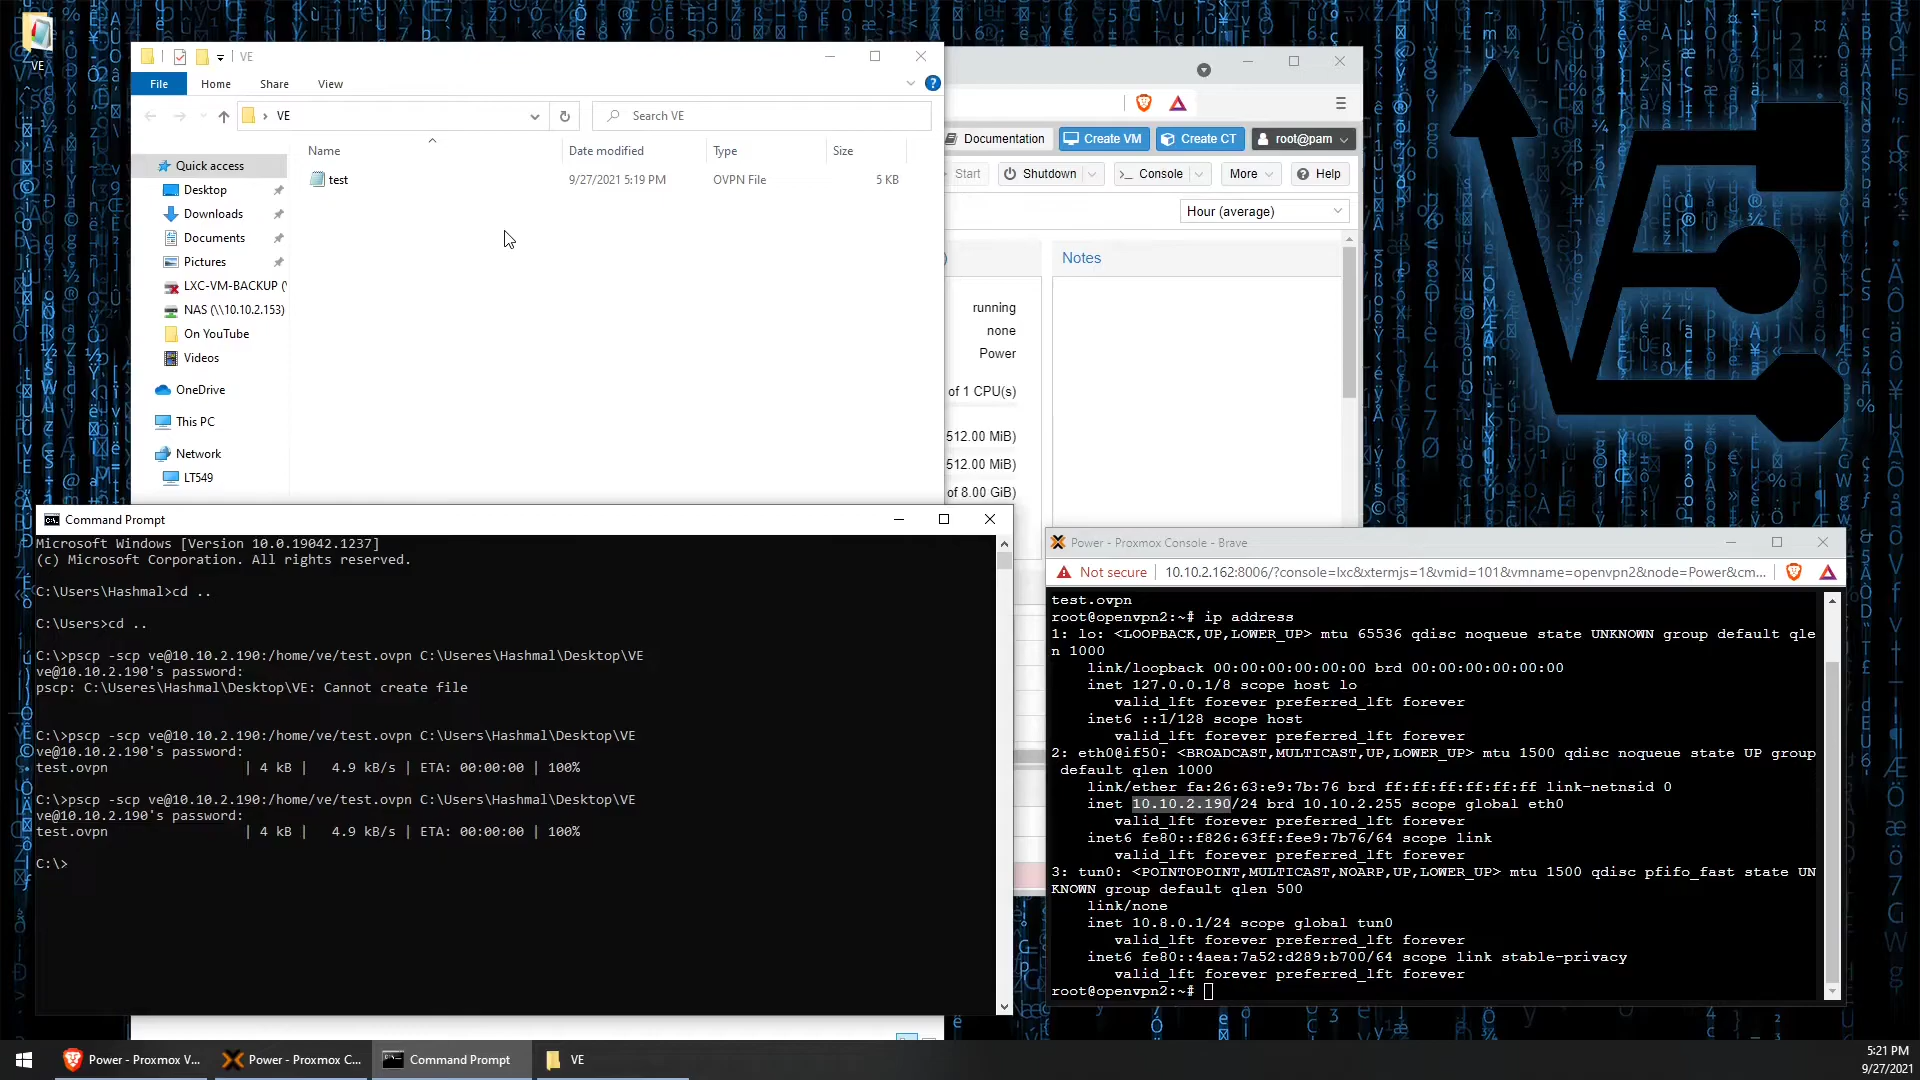 VE
VE
File
Home
Share
View
VE
Search VE
Name
Date modified
Type
Size
test
9/27/2021 5:19 PM
OVPN File
5 KB
Quick access
Desktop
Downloads
Documents
Pictures
LXC-VM-BACKUP (
NAS (\\10.10.2.153)
On YouTube
Videos
OneDrive
This PC
Network
LT549
Documentation
Create VM
Create CT
root@pam
Start
Shutdown
Console
More
Help
Hour (average)
Notes
running
none
Power
of 1 CPU(s)
512.00 MiB)
512.00 MiB)
of 8.00 GiB)
Command Prompt
Microsoft Windows [Version 10.0.19042.1237]
(c) Microsoft Corporation. All rights reserved.
C:\Users\Hashmal>cd ..
C:\Users>cd ..
C:\>pscp -scp ve@10.10.2.190:/home/ve/test.ovpn C:\Useres\Hashmal\Desktop\VE
ve@10.10.2.190's password:
pscp: C:\Useres\Hashmal\Desktop\VE: Cannot create file
C:\>pscp -scp ve@10.10.2.190:/home/ve/test.ovpn C:\Users\Hashmal\Desktop\VE
ve@10.10.2.190's password:
test.ovpn | 4 kB | 4.9 kB/s | ETA: 00:00:00 | 100%
C:\>pscp -scp ve@10.10.2.190:/home/ve/test.ovpn C:\Users\Hashmal\Desktop\VE
ve@10.10.2.190's password:
test.ovpn | 4 kB | 4.9 kB/s | ETA: 00:00:00 | 100%
C:\>
Power - Proxmox Console - Brave
Not secure
10.10.2.162:8006/?console=lxc&xtermjs=1&vmid=101&vmname=openvpn2&node=Power&cm...
test.ovpn
root@openvpn2:~# ip address
1: lo: <LOOPBACK,UP,LOWER_UP> mtu 65536 qdisc noqueue state UNKNOWN group default qle
n 1000
link/loopback 00:00:00:00:00:00 brd 00:00:00:00:00:00
inet 127.0.0.1/8 scope host lo
valid_lft forever preferred_lft forever
inet6 ::1/128 scope host
valid_lft forever preferred_lft forever
2: eth0@if50: <BROADCAST,MULTICAST,UP,LOWER_UP> mtu 1500 qdisc noqueue state UP group
default qlen 1000
link/ether fa:26:63:e9:7b:76 brd ff:ff:ff:ff:ff:ff link-netnsid 0
inet 10.10.2.190/24 brd 10.10.2.255 scope global eth0
valid_lft forever preferred_lft forever
inet6 fe80::f826:63ff:fee9:7b76/64 scope link
valid_lft forever preferred_lft forever
3: tun0: <POINTOPOINT,MULTICAST,NOARP,UP,LOWER_UP> mtu 1500 qdisc pfifo_fast state UN
KNOWN group default qlen 500
link/none
inet 10.8.0.1/24 scope global tun0
valid_lft forever preferred_lft forever
inet6 fe80::4aea:7a52:d289:b700/64 scope link stable-privacy
valid_lft forever preferred_lft forever
root@openvpn2:~#
Power - Proxmox V...
Power - Proxmox C...
Command Prompt
VE
5:21 PM
9/27/2021